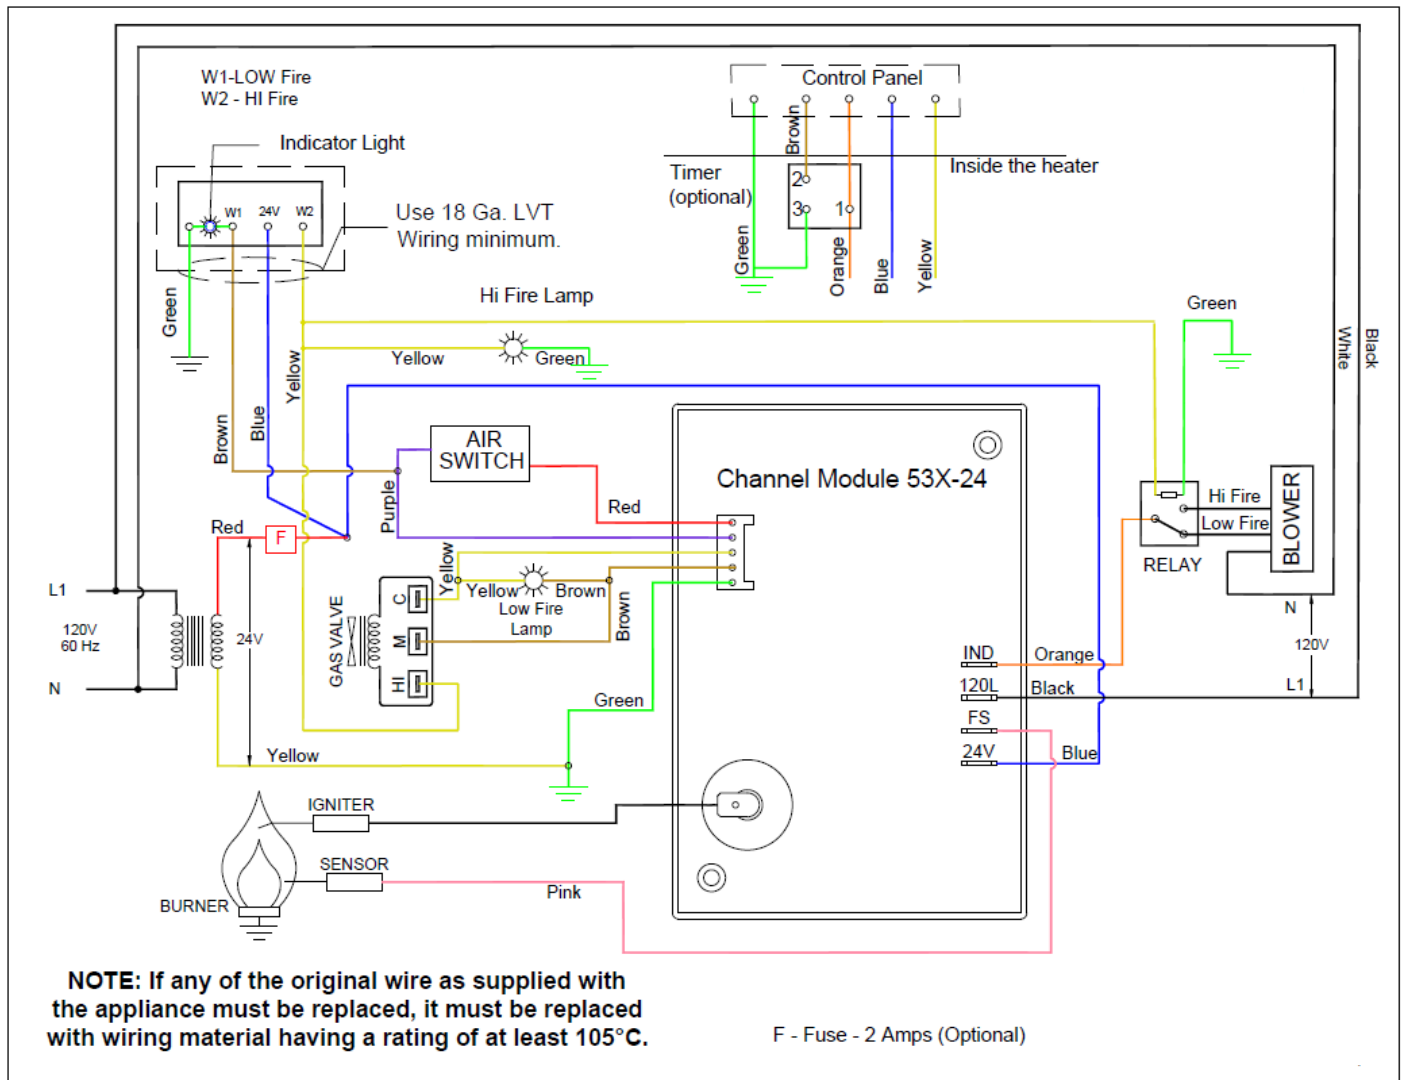 W1-LOW Fire
W2 - HI Fire
Indicator Light
W1 24V W2
Use 18 Ga. LVT
Wiring minimum.
Green
Brown
Blue
Yellow
Control Panel
Brown
Timer
(optional)
Inside the heater
2
3
1
Green
Orange
Blue
Yellow
Hi Fire Lamp
Yellow
Green
Green
White
Black
AIR
SWITCH
Purple
Red
Channel Module 53X-24
Hi Fire
Low Fire
BLOWER
RELAY
N
120V
L1
Red
F
L1
120V
60 Hz
N
24V
GAS VALVE
C
M
HI
Yellow
Yellow
Brown
Low Fire
Lamp
Brown
Green
Yellow
IND
Orange
120L
Black
FS
24V
Blue
IGNITER
SENSOR
BURNER
Pink
NOTE: If any of the original wire as supplied with
the appliance must be replaced, it must be replaced
with wiring material having a rating of at least 105°C.
F - Fuse - 2 Amps (Optional)